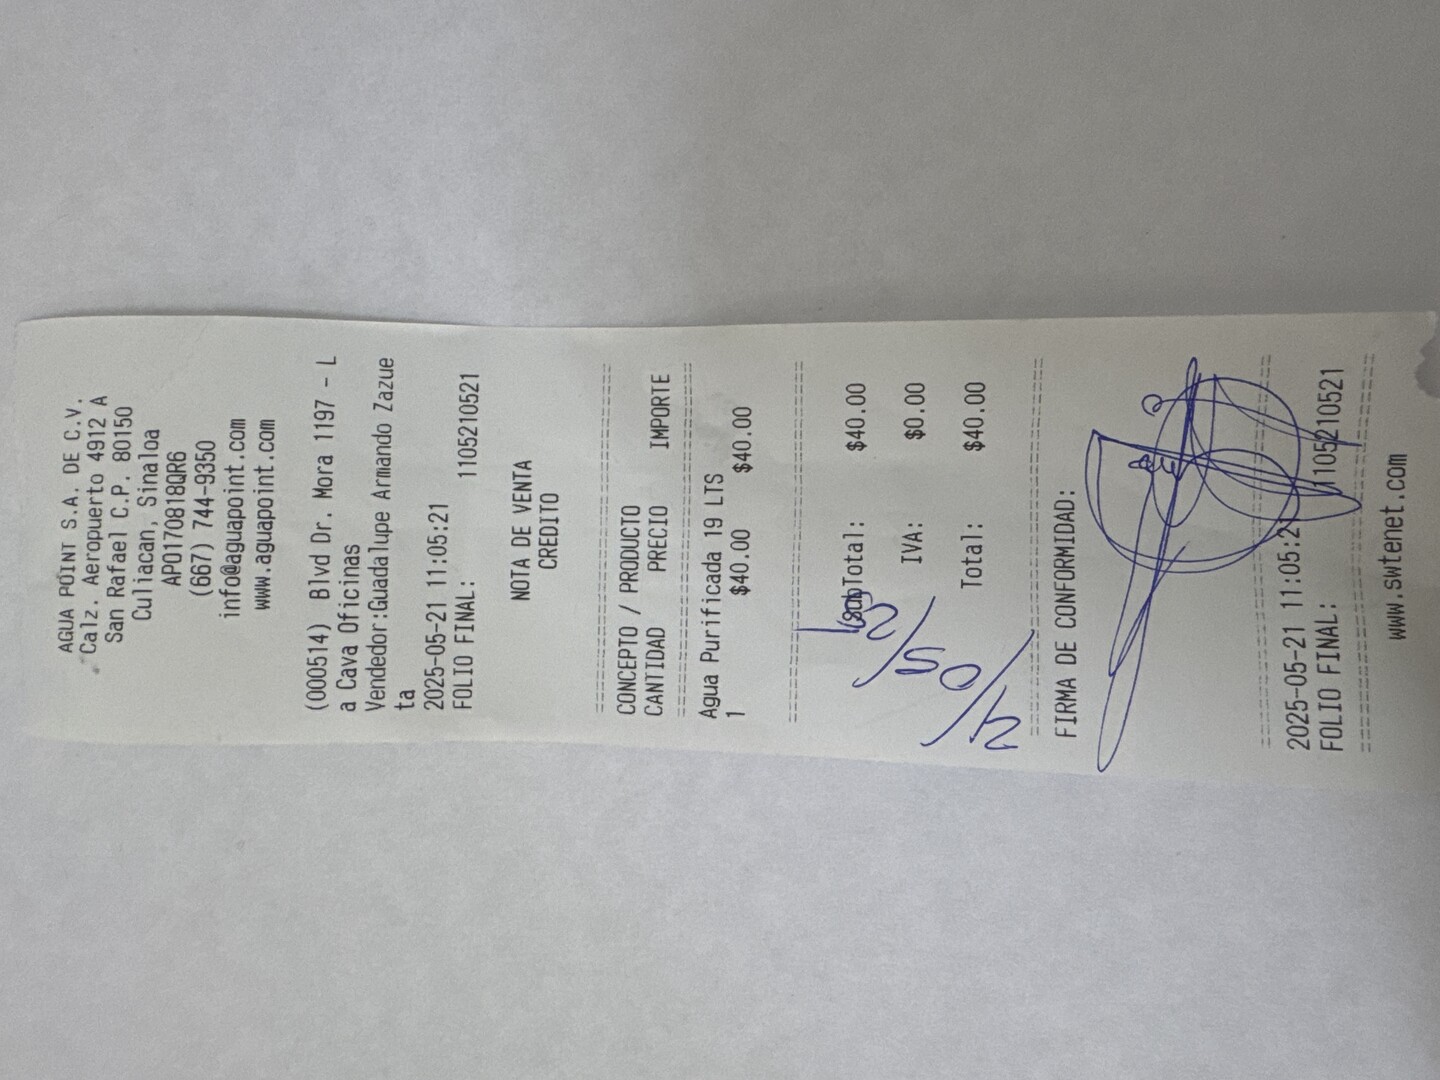 AGUA POINT S.A. DE C.V.
Calz. Aeropuerto 4912 A
San Rafael C.P. 80150
Culiacan, Sinaloa
APO170818QR6
(667) 744-9350
info@aguapoint.com
www.aguapoint.com
(000514) Blvd Dr. Mora 1197 - L
a Cava Oficinas
Vendedor:Guadalupe Armando Zazue
ta
2025-05-21 11:05:21
FOLIO FINAL: 1105210521
NOTA DE VENTA
CREDITO
CONCEPTO / PRODUCTO
CANTIDAD PRECIO IMPORTE
Agua Purificada 19 LTS
1 $40.00 $40.00
SubTotal: $40.00
IVA: $0.00
Total: $40.00
21/05/25
FIRMA DE CONFORMIDAD:
2025-05-21 11:05:21
FOLIO FINAL: 1105210521
www.swtenet.com